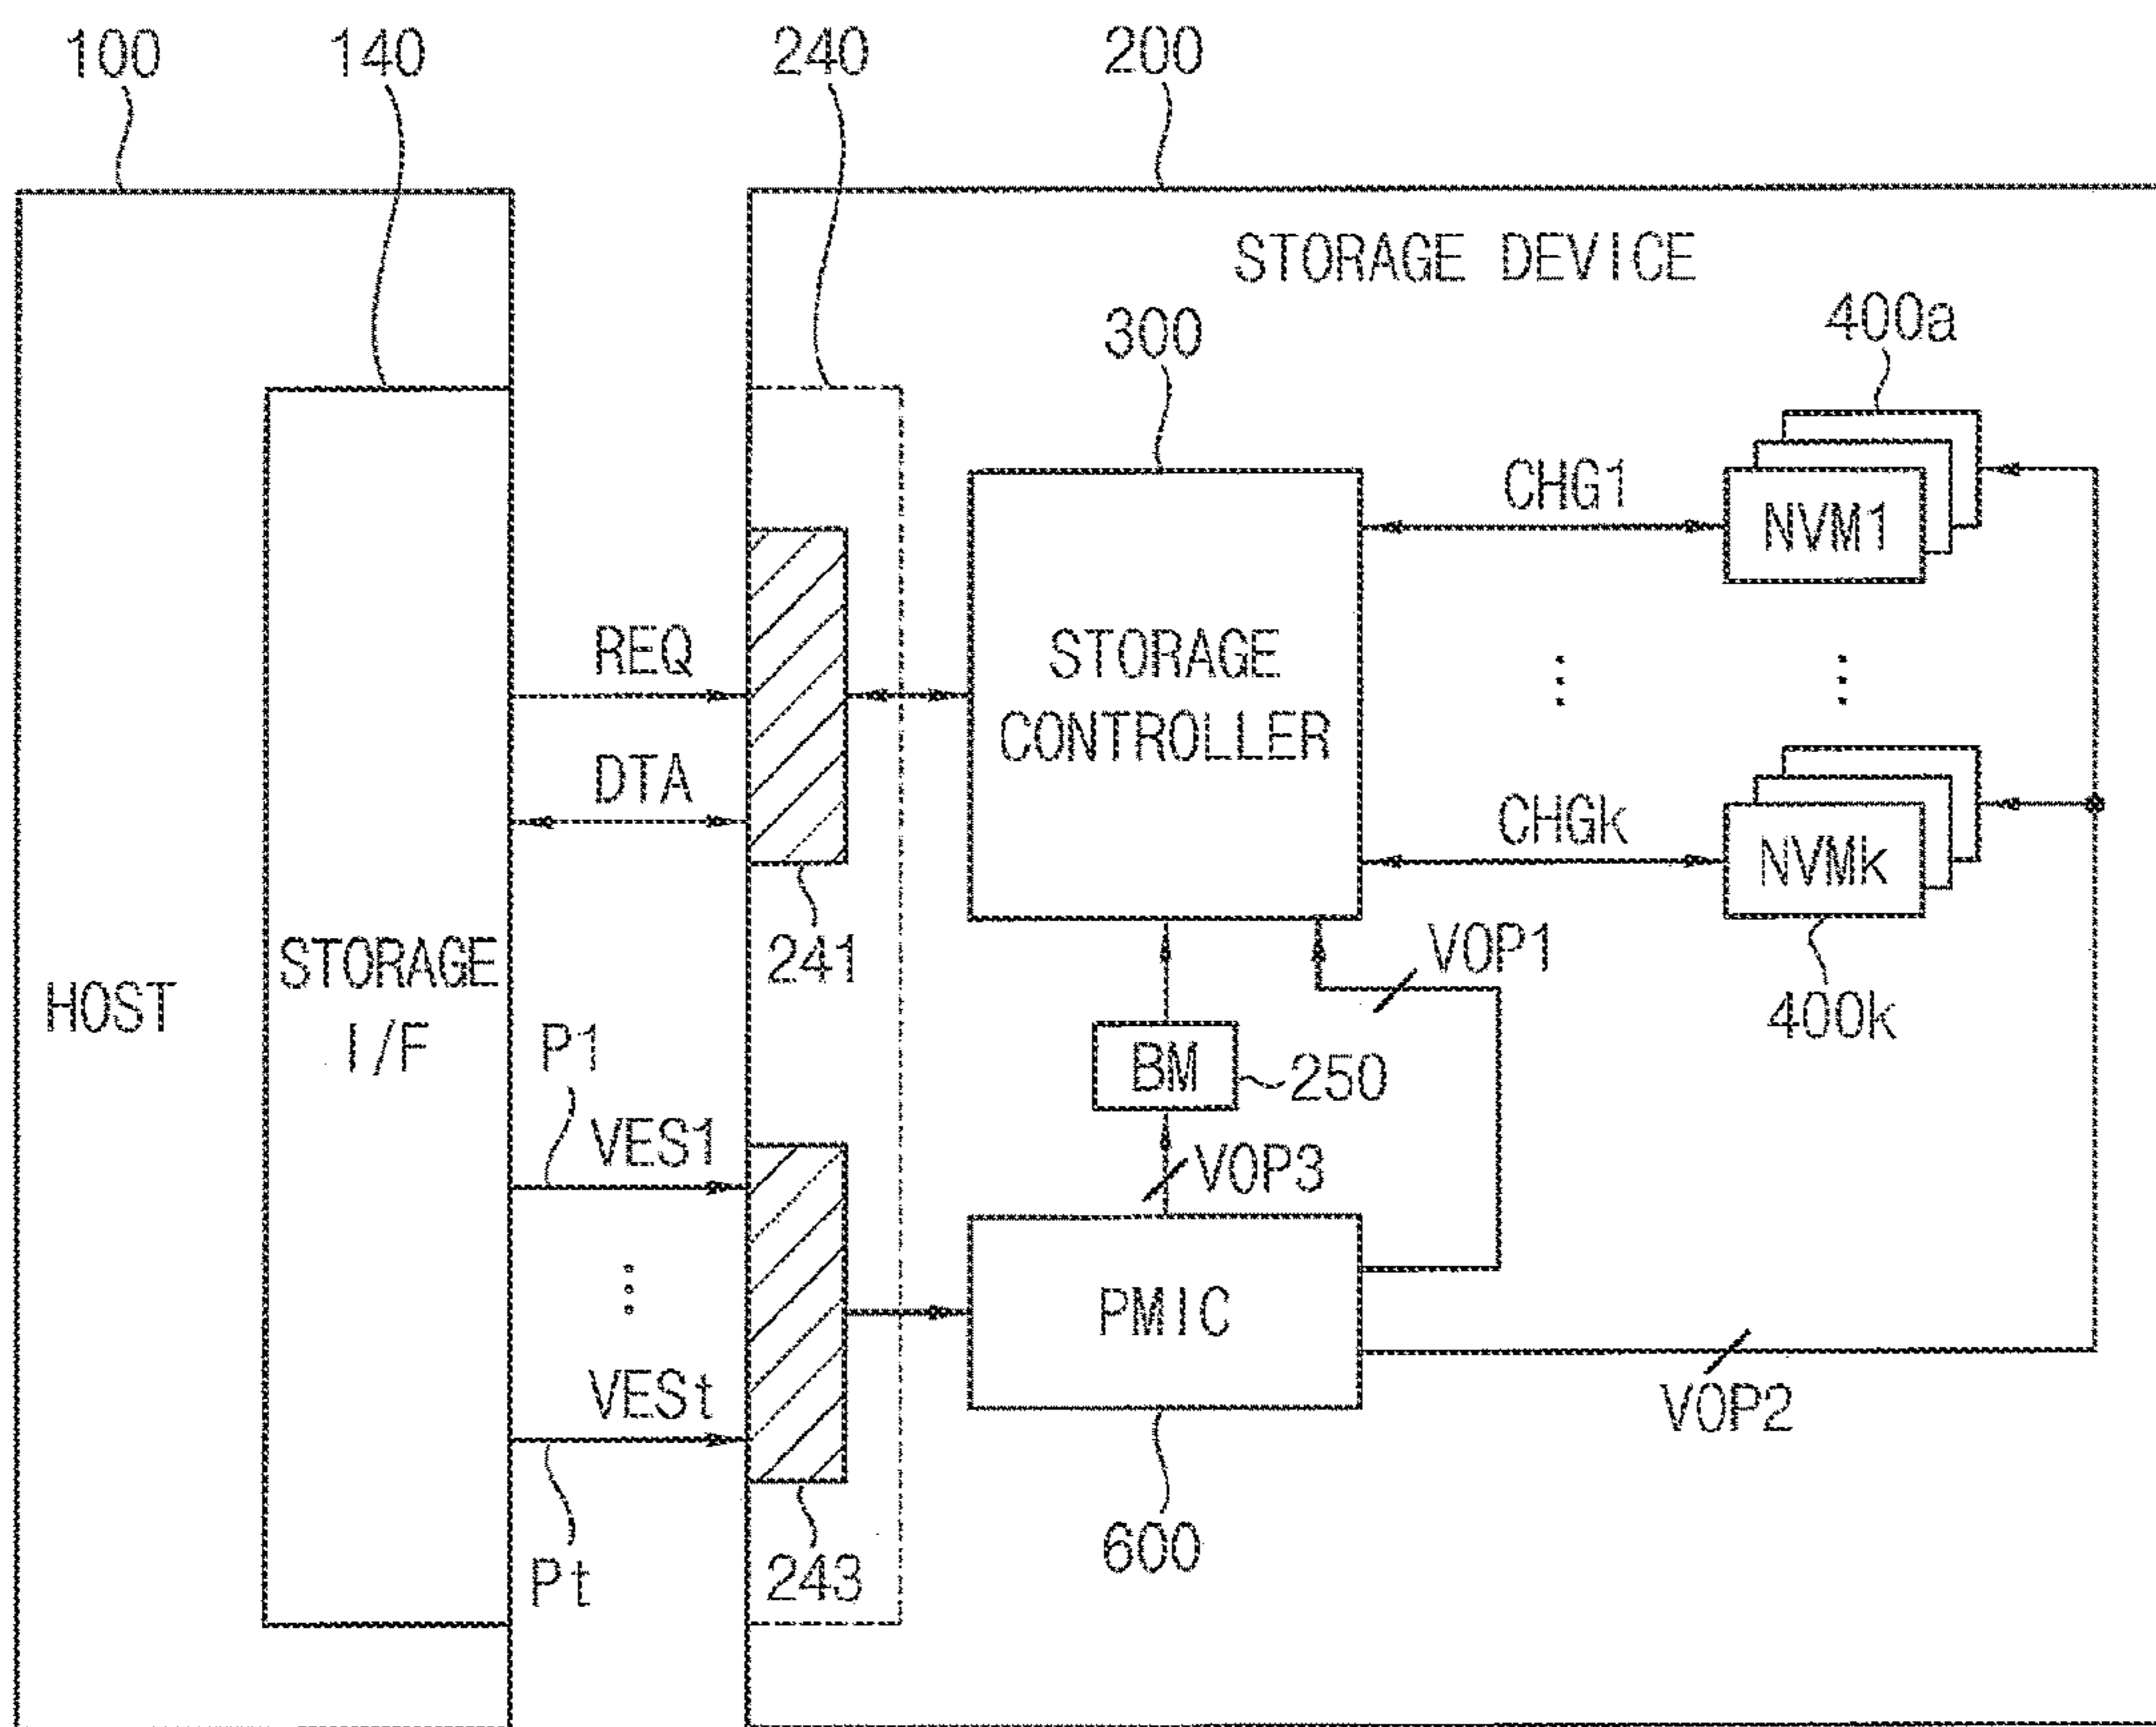 100 140 240 200
STORAGE DEVICE
300 400a
CHG1
NVM1
REQ
STORAGE
CONTROLLER
DTA
CHGk
NVMk
241
VOP1
HOST
STORAGE
I/F
400k
P1
BM
250
VES1
VOP3
PMIC
VESt
VOP2
Pt
243
600